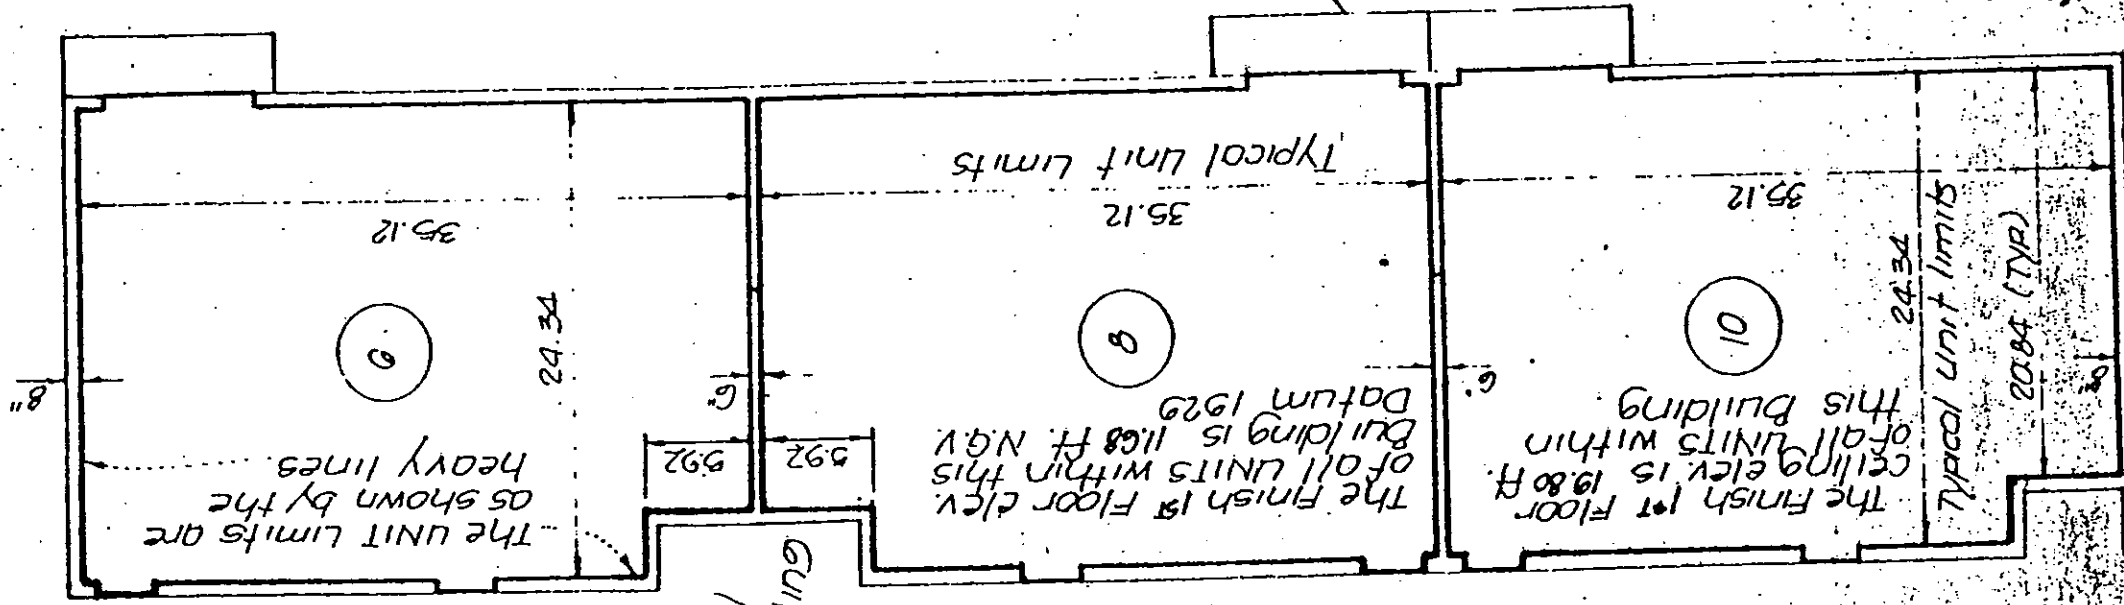 The Finish 1ST Floor
ceiling elev. is 19.80 ft.
of all UNITS within
this Building
10
35.12
24.34
Typical unit limits
20.84 (TYP)
8"
6"
The Finish 1ST Floor elev.
of all UNITS within this
Building is 11.68 ft. N.G.V.
Datum 1929
8
35.12
Typical Unit Limits
5.92
5.92
6"
The UNIT Limits are
as shown by the
heavy lines
6
24.34
35.12
8"